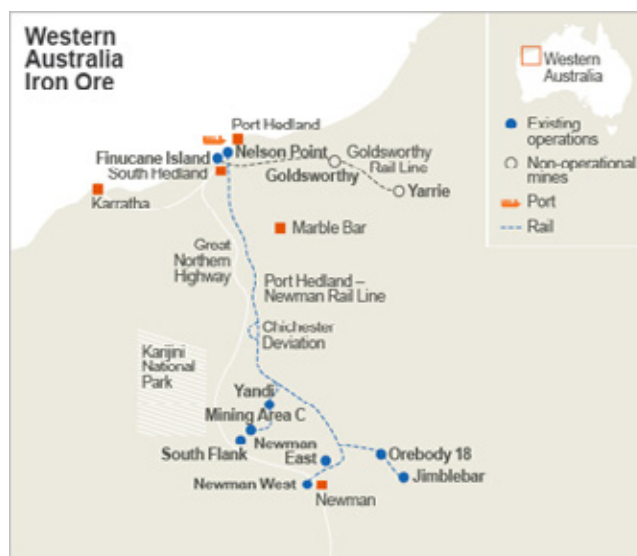 Western
Australia
Iron Ore
Western
Australia
Existing
operations
Non-operational
mines
Port
Rail
Port Hedland
Nelson Point
Finucane Island
South Hedland
Goldsworthy
Rail Line
Goldsworthy
Yarrie
Karratha
Marble Bar
Great
Northern
Highway
Port Hedland –
Newman Rail Line
Chichester
Deviation
Karijini
National
Park
Yandi
Mining Area C
South Flank
Newman
East
Orebody 18
Jimblebar
Newman West
Newman